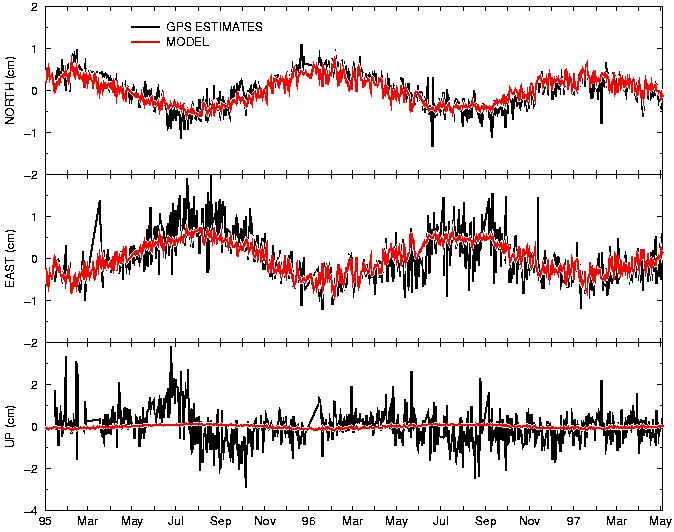 2
GPS ESTIMATES
MODEL
1
NORTH (cm)
0
−1
−2
1
EAST (cm)
0
−1
−2
2
UP (cm)
0
−2
−4
95 Mar May Jul Sep Nov 96 Mar May Jul Sep Nov 97 Mar May